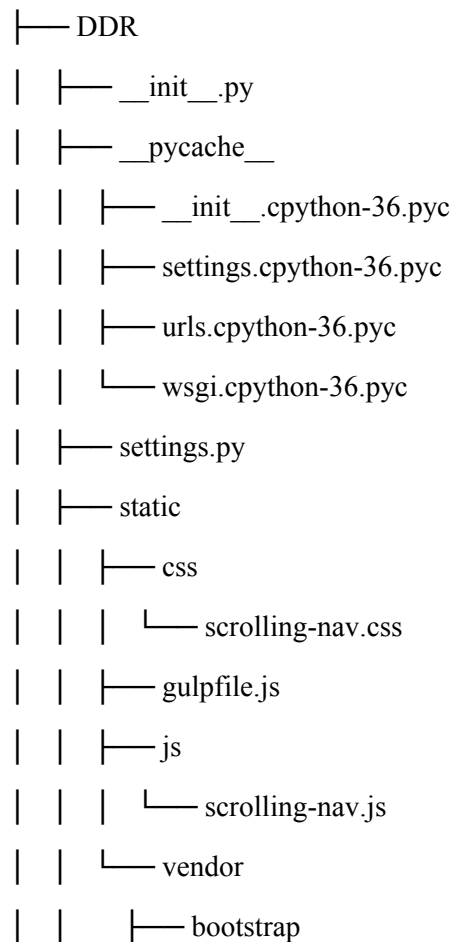 ├── DDR
│ ├── __init__.py
│ ├── __pycache__
│ │ ├── __init__.cpython-36.pyc
│ │ ├── settings.cpython-36.pyc
│ │ ├── urls.cpython-36.pyc
│ │ └── wsgi.cpython-36.pyc
│ ├── settings.py
│ ├── static
│ │ ├── css
│ │ │ └── scrolling-nav.css
│ │ ├── gulpfile.js
│ │ ├── js
│ │ │ └── scrolling-nav.js
│ │ └── vendor
│ │ ├── bootstrap